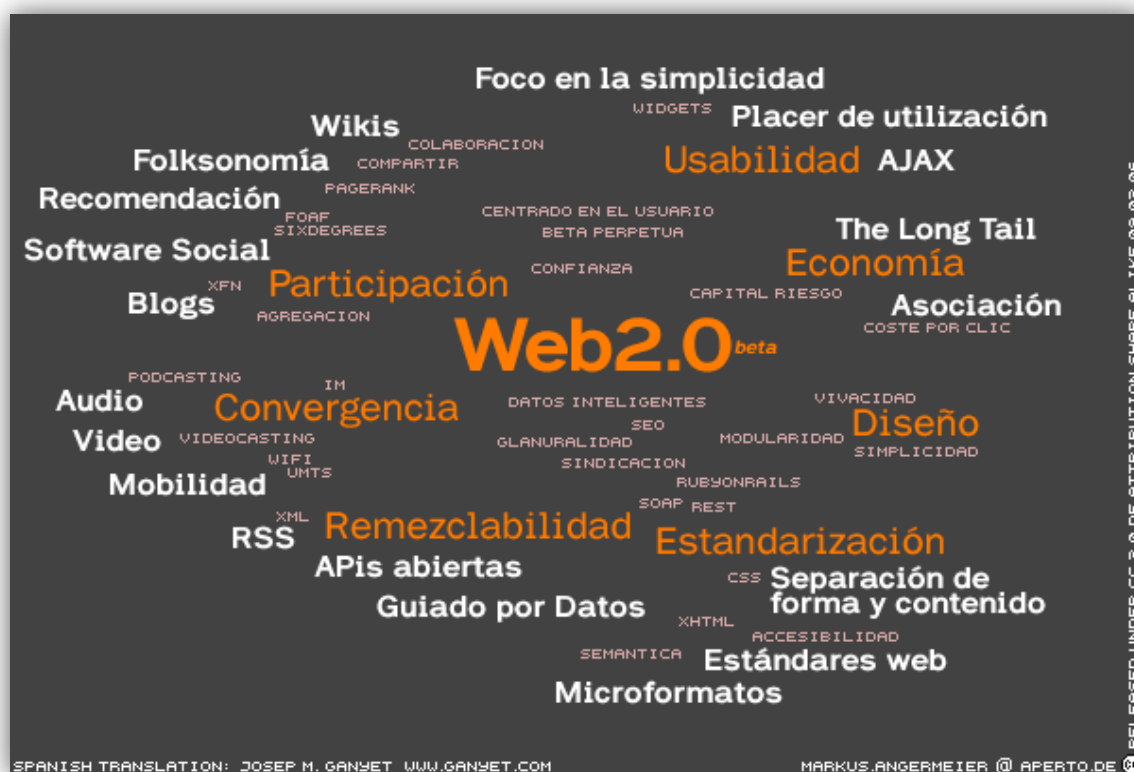 Foco en la simplicidad
WIDGETS
Placer de utilización
Wikis
COLABORACION
Usabilidad AJAX
Folksonomía
COMPARTIR
Recomendación
PAGERANK
FOAF
SIXDEGREES
CENTRADO EN EL USUARIO
BETA PERPETUA
The Long Tail
Software Social
Economía
CONFIANZA
Participación
XFN
Blogs
AGREGACION
CAPITAL RIESGO
Asociación
COSTE POR CLIC
Web2.0 beta
PODCASTING
IM
Audio
Convergencia
DATOS INTELIGENTES
VIVACIDAD
Diseño
SEO
Video
VIDEOCASTING
GLANURALIDAD
MODULARIDAD
SIMPLICIDAD
WIFI
UMTS
SINDICACION
Mobilidad
RUBYONRAILS
SOAP REST
XML
RSS
Remezclabilidad
Estandarización
APis abiertas
CSS
Separación de
forma y contenido
Guiado por Datos
XHTML
ACCESIBILIDAD
SEMANTICA
Estándares web
Microformatos
SPANISH TRANSLATION: JOSEP M. GANYET WWW.GANYET.COM
MARKUS.ANGERMEIER @ APERTO.DE